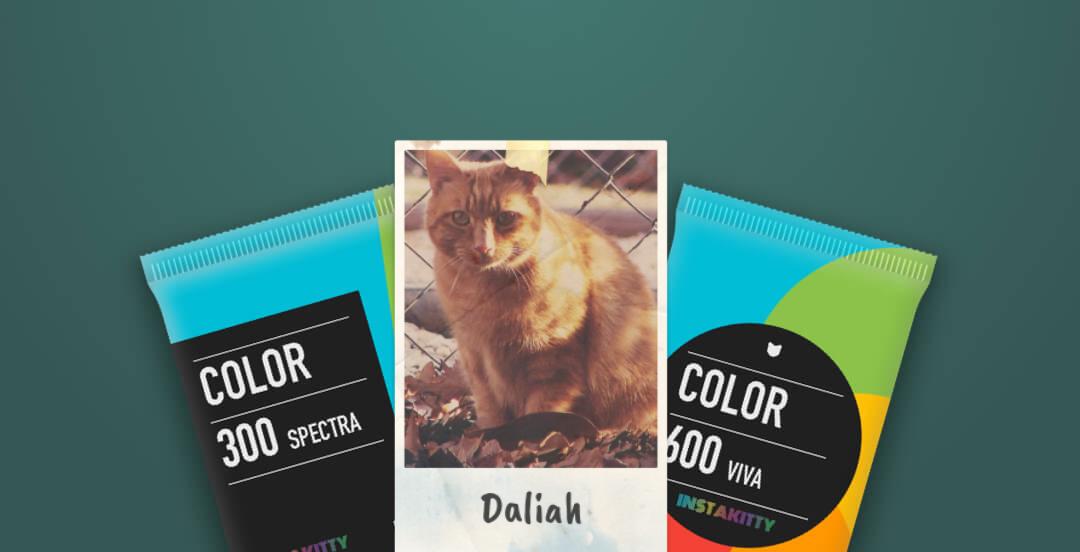 COLOR
300 SPECTRA
Daliah
COLOR
600 VIVA
INSTAKITTY